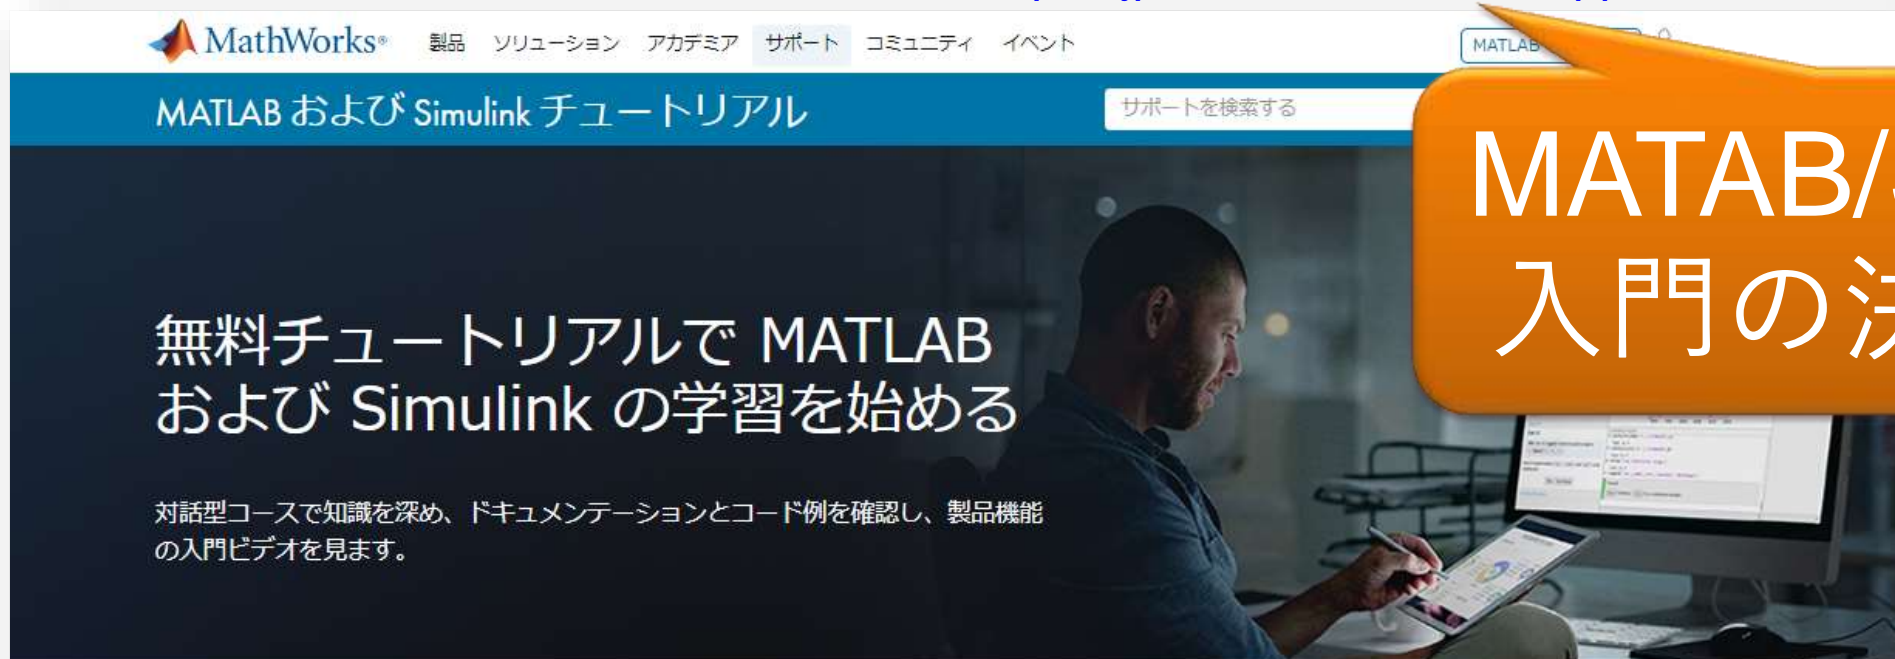 MathWorks®
製品 ソリューション アカデミア サポート コミュニティ イベント
MATLAB
MATLAB および Simulink チュートリアル
サポートを検索する
MATAB/
入門の決
無料チュートリアルで MATLAB
および Simulink の学習を始める
対話型コースで知識を深め、ドキュメンテーションとコード例を確認し、製品機能
の入門ビデオを見ます。